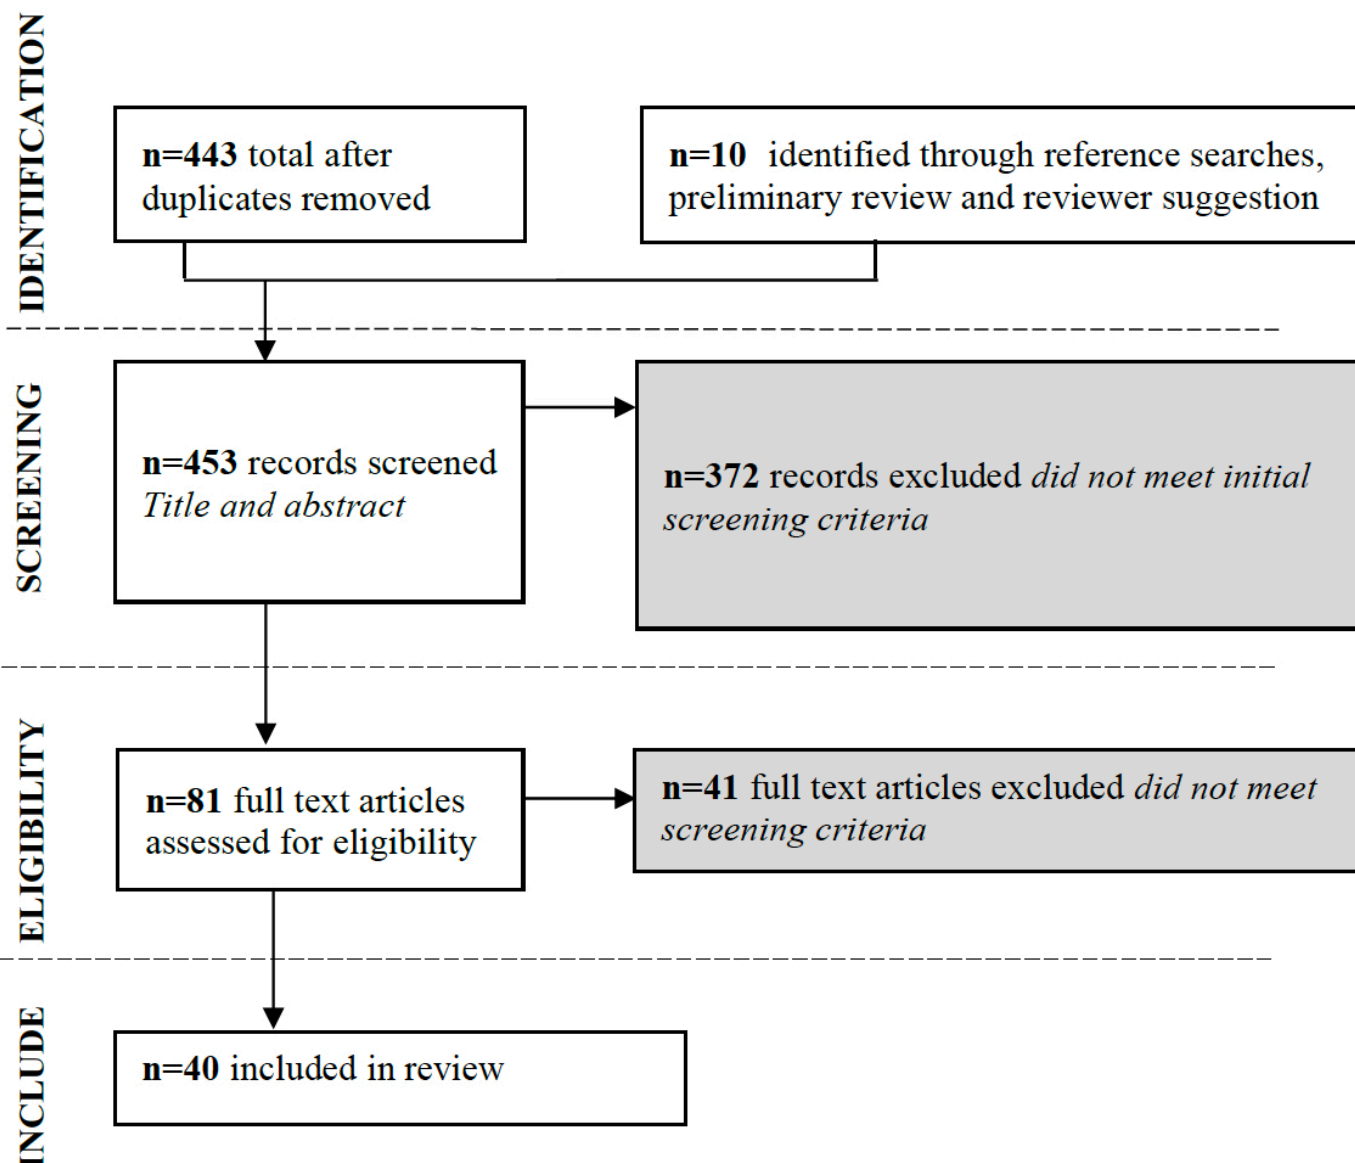 IDENTIFICATION
n=443 total after
duplicates removed
n=10 identified through reference searches,
preliminary review and reviewer suggestion
SCREENING
n=453 records screened
Title and abstract
n=372 records excluded did not meet initial
screening criteria
ELIGIBILITY
n=81 full text articles
assessed for eligibility
n=41 full text articles excluded did not meet
screening criteria
INCLUDE
n=40 included in review